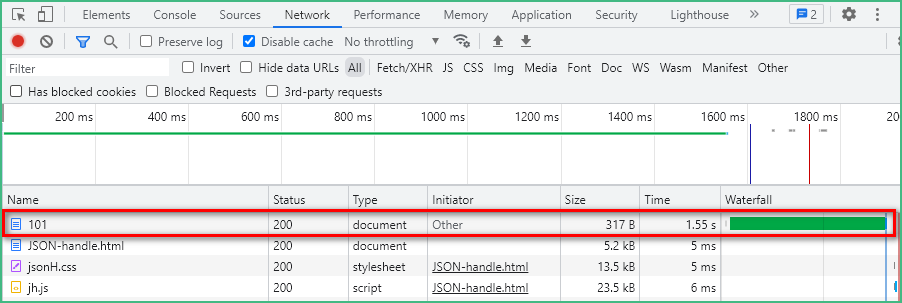 Elements Console Sources Network Performance Memory Application Security Lighthouse » 2
Preserve log Disable cache No throttling
Filter Invert Hide data URLs All Fetch/XHR JS CSS Img Media Font Doc WS Wasm Manifest Other
Has blocked cookies Blocked Requests 3rd-party requests
200 ms 400 ms 600 ms 800 ms 1000 ms 1200 ms 1400 ms 1600 ms 1800 ms 20
Name Status Type Initiator Size Time Waterfall
101 200 document Other 317 B 1.55 s
JSON-handle.html 200 document 5.2 kB 5 ms
jsonH.css 200 stylesheet JSON-handle.html 13.5 kB 5 ms
jh.js 200 script JSON-handle.html 23.5 kB 6 ms